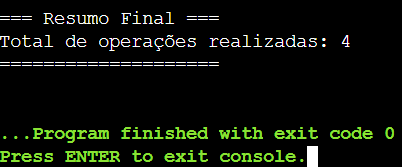 === Resumo Final ===
Total de operações realizadas: 4
====================
...Program finished with exit code 0
Press ENTER to exit console.